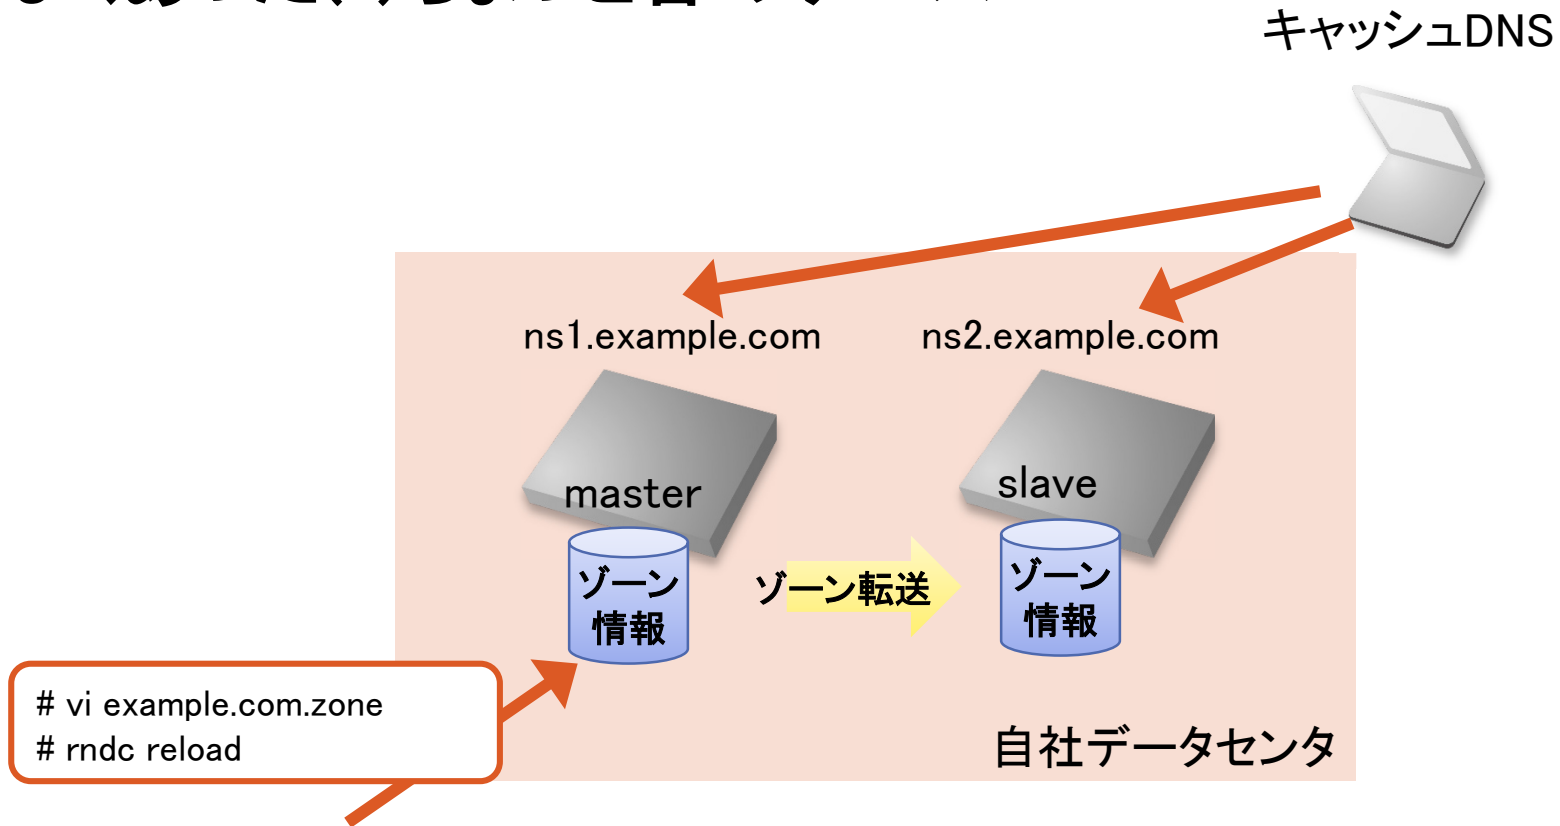 キャッシュDNS
ns1.example.com
ns2.example.com
master
slave
ゾーン
情報
ゾーン転送
ゾーン
情報
# vi example.com.zone
# rndc reload
自社データセンタ